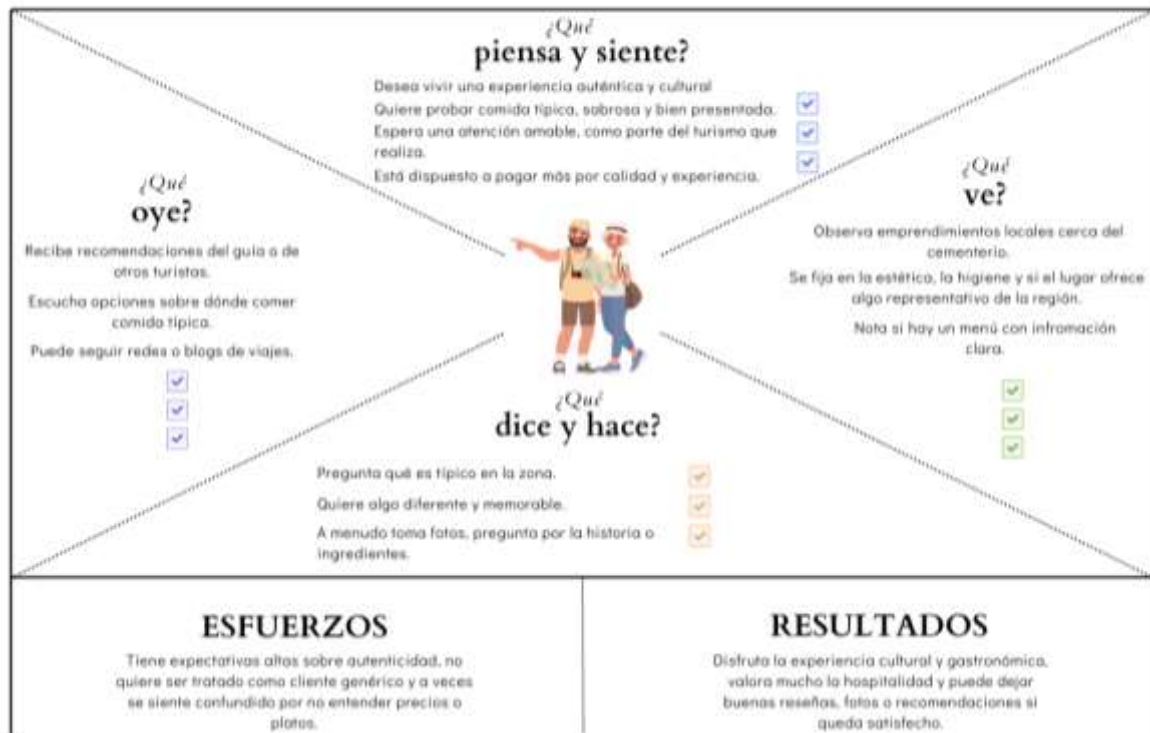 ¿Qué
piensa y siente?
Desea vivir una experiencia auténtica y cultural
Quiere probar comida típica, sabrosa y bien presentada.
Espera una atención amable, como parte del turismo que
realiza.
Está dispuesto a pagar más por calidad y experiencia.
¿Qué
oye?
Recibe recomendaciones del guía o de
otros turistas.
Escucha opciones sobre dónde comer
comida típica.
Puede seguir redes o blogs de viajes.
¿Qué
ve?
Observa emprendimientos locales cerca del
cementerio.
Se fija en la estética, la higiene y si el lugar ofrece
algo representativo de la región.
Nota si hay un menú con infromación
clara.
¿Qué
dice y hace?
Pregunta qué es típico en la zona.
Quiere algo diferente y memorable.
A menudo toma fotos, pregunta por la historia o
ingredientes.
ESFUERZOS
Tiene expectativas altas sobre autenticidad, no
quiere ser tratado como cliente genérico y a veces
se siente confundido por no entender precios o
platos.
RESULTADOS
Disfruta la experiencia cultural y gastronómica,
valora mucho la hospitalidad y puede dejar
buenas reseñas, fotos o recomendaciones si
queda satisfecho.